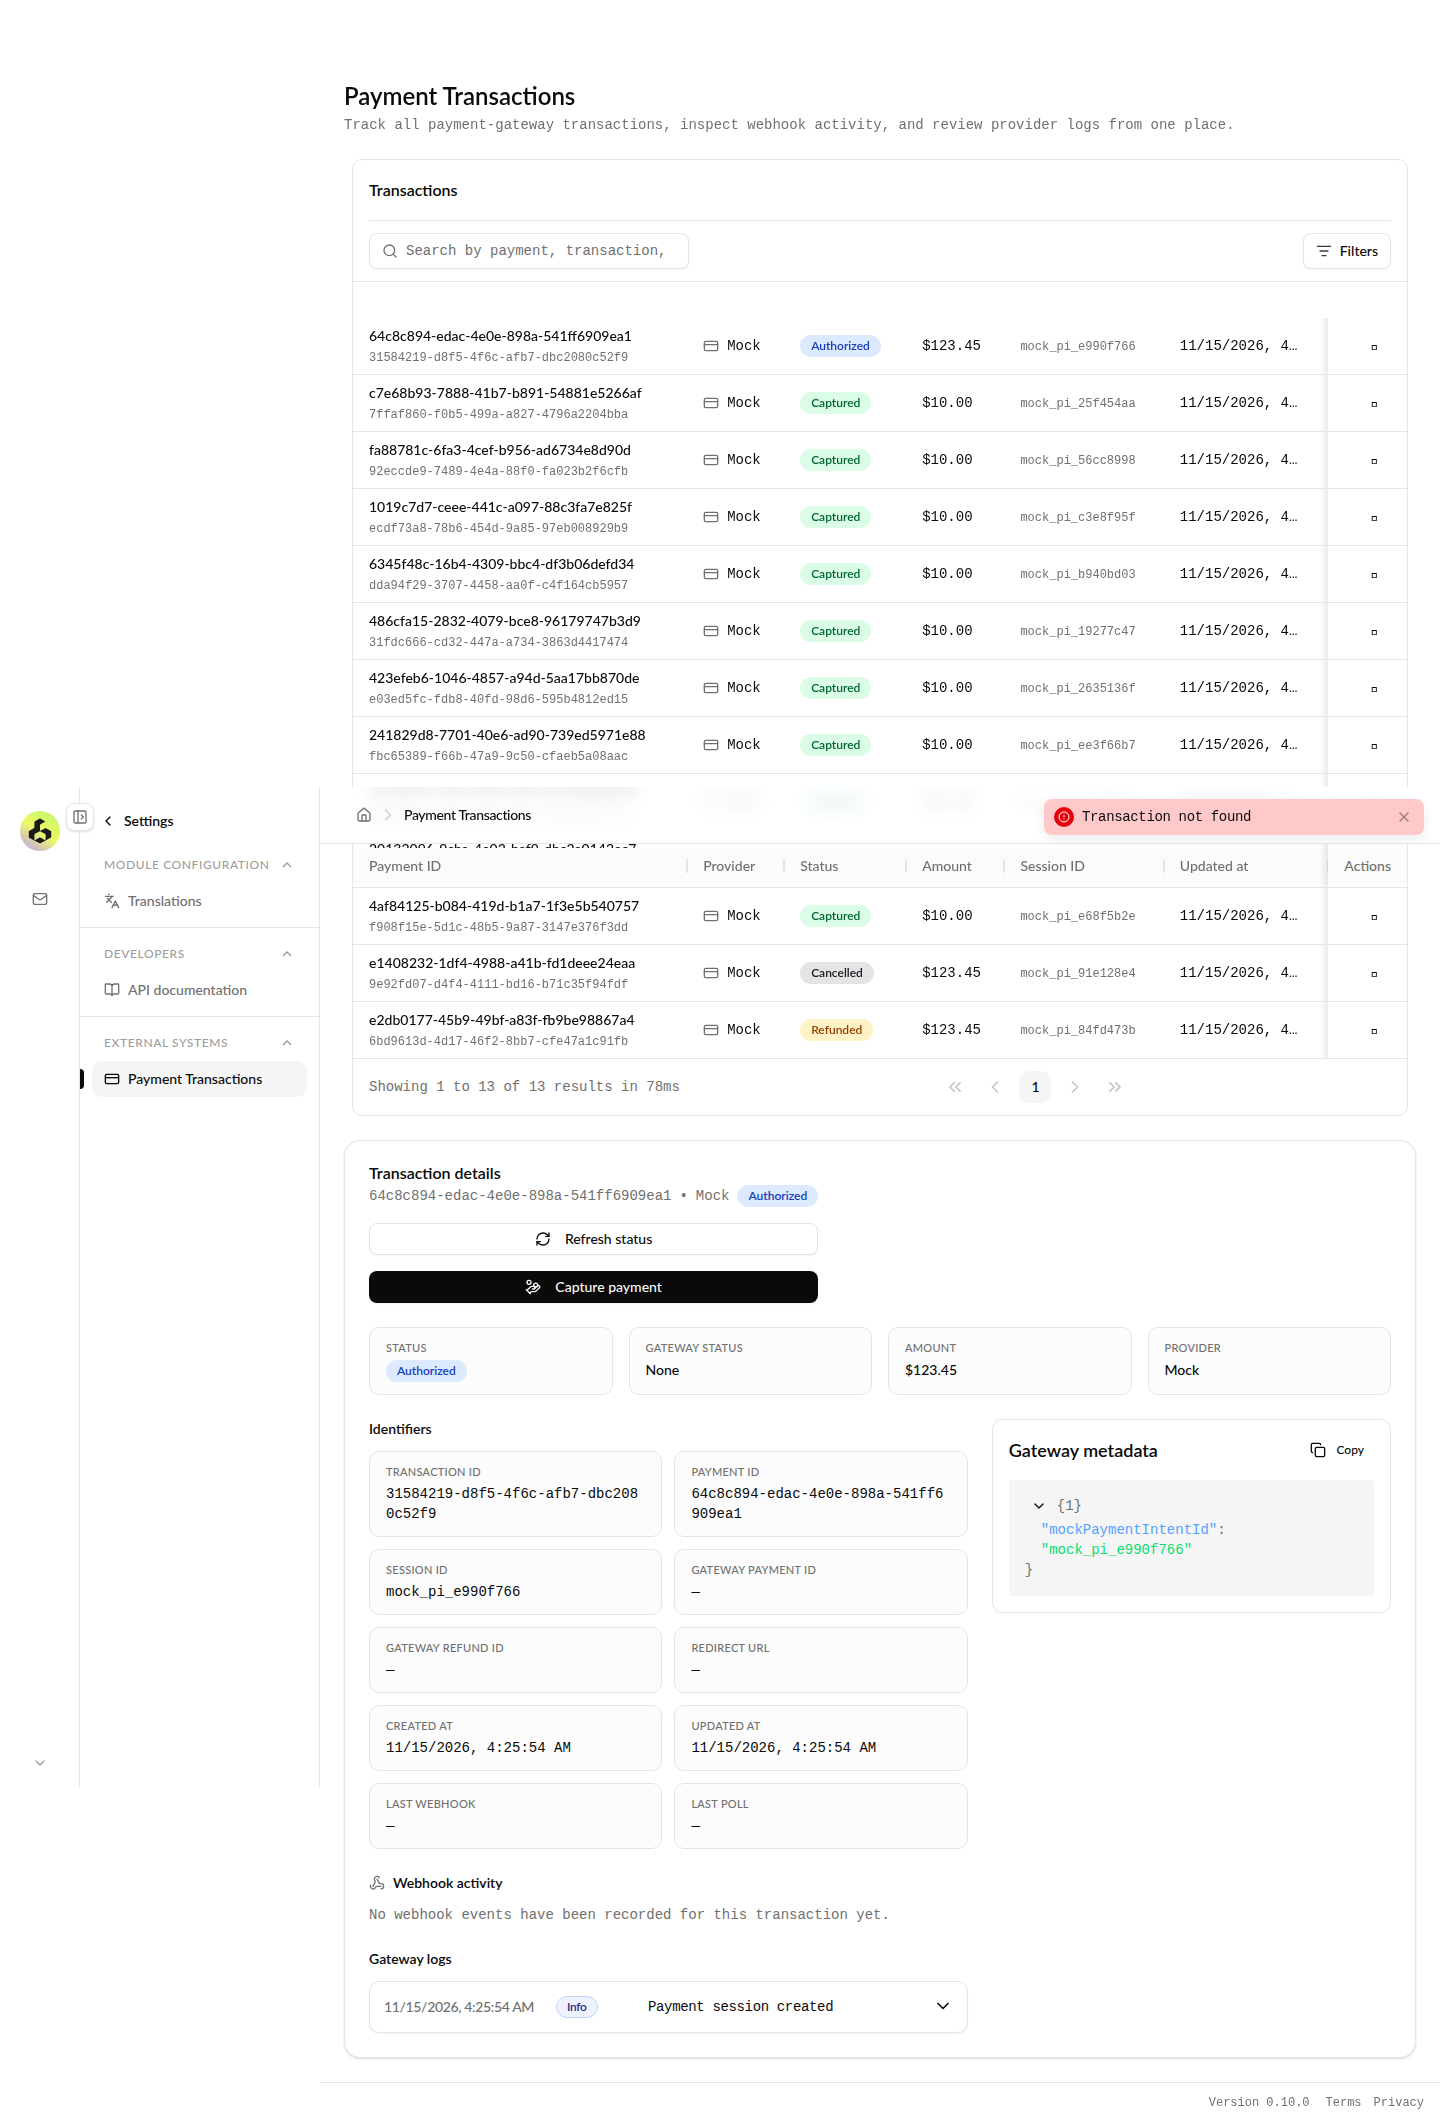 Payment Transactions
Track all payment-gateway transactions, inspect webhook activity, and review provider logs from one place.
Transactions
Search by payment, transaction,
Filters
64c8c894-edac-4e0e-898a-541ff6909ea1
31584219-d8f5-4f6c-afb7-dbc2080c52f9
Mock Authorized $123.45 mock_pi_e990f766 11/15/2026, 4…
c7e68b93-7888-41b7-b891-54881e5266af
7ffaf860-f0b5-499a-a827-4796a2204bba
Mock Captured $10.00 mock_pi_25f454aa 11/15/2026, 4…
fa88781c-6fa3-4cef-b956-ad6734e8d90d
92eccde9-7489-4e4a-88f0-fa023b2f6cfb
Mock Captured $10.00 mock_pi_56cc8998 11/15/2026, 4…
1019c7d7-ceee-441c-a097-88c3fa7e825f
ecdf73a8-78b6-454d-9a85-97eb008929b9
Mock Captured $10.00 mock_pi_c3e8f95f 11/15/2026, 4…
6345f48c-16b4-4309-bbc4-df3b06defd34
dda94f29-3707-4458-aa0f-c4f164cb5957
Mock Captured $10.00 mock_pi_b940bd03 11/15/2026, 4…
486cfa15-2832-4079-bce8-96179747b3d9
31fdc666-cd32-447a-a734-3863d4417474
Mock Captured $10.00 mock_pi_19277c47 11/15/2026, 4…
423efeb6-1046-4857-a94d-5aa17bb870de
e03ed5fc-fdb8-40fd-98d6-595b4812ed15
Mock Captured $10.00 mock_pi_2635136f 11/15/2026, 4…
241829d8-7701-40e6-ad90-739ed5971e88
fbc65389-f66b-47a9-9c50-cfaeb5a08aac
Mock Captured $10.00 mock_pi_ee3f66b7 11/15/2026, 4…
Settings
MODULE CONFIGURATION
Translations
DEVELOPERS
API documentation
EXTERNAL SYSTEMS
Payment Transactions
Payment Transactions
Transaction not found
Payment ID Provider Status Amount Session ID Updated at Actions
4af84125-b084-419d-b1a7-1f3e5b540757
f908f15e-5d1c-48b5-9a87-3147e376f3dd
Mock Captured $10.00 mock_pi_e68f5b2e 11/15/2026, 4…
e1408232-1df4-4988-a41b-fd1deee24eaa
9e92fd07-d4f4-4111-bd16-b71c35f94fdf
Mock Cancelled $123.45 mock_pi_91e128e4 11/15/2026, 4…
e2db0177-45b9-49bf-a83f-fb9be98867a4
6bd9613d-4d17-46f2-8bb7-cfe47a1c91fb
Mock Refunded $123.45 mock_pi_84fd473b 11/15/2026, 4…
Showing 1 to 13 of 13 results in 78ms
1
Transaction details
64c8c894-edac-4e0e-898a-541ff6909ea1 • Mock Authorized
Refresh status
Capture payment
STATUS
Authorized
GATEWAY STATUS
None
AMOUNT
$123.45
PROVIDER
Mock
Identifiers
TRANSACTION ID
31584219-d8f5-4f6c-afb7-dbc208
0c52f9
PAYMENT ID
64c8c894-edac-4e0e-898a-541ff6
909ea1
SESSION ID
mock_pi_e990f766
GATEWAY PAYMENT ID
—
GATEWAY REFUND ID
—
REDIRECT URL
—
CREATED AT
11/15/2026, 4:25:54 AM
UPDATED AT
11/15/2026, 4:25:54 AM
LAST WEBHOOK
—
LAST POLL
—
Gateway metadata
Copy
{1}
"mockPaymentIntentId":
"mock_pi_e990f766"
}
Webhook activity
No webhook events have been recorded for this transaction yet.
Gateway logs
11/15/2026, 4:25:54 AM Info Payment session created
Version 0.10.0 Terms Privacy